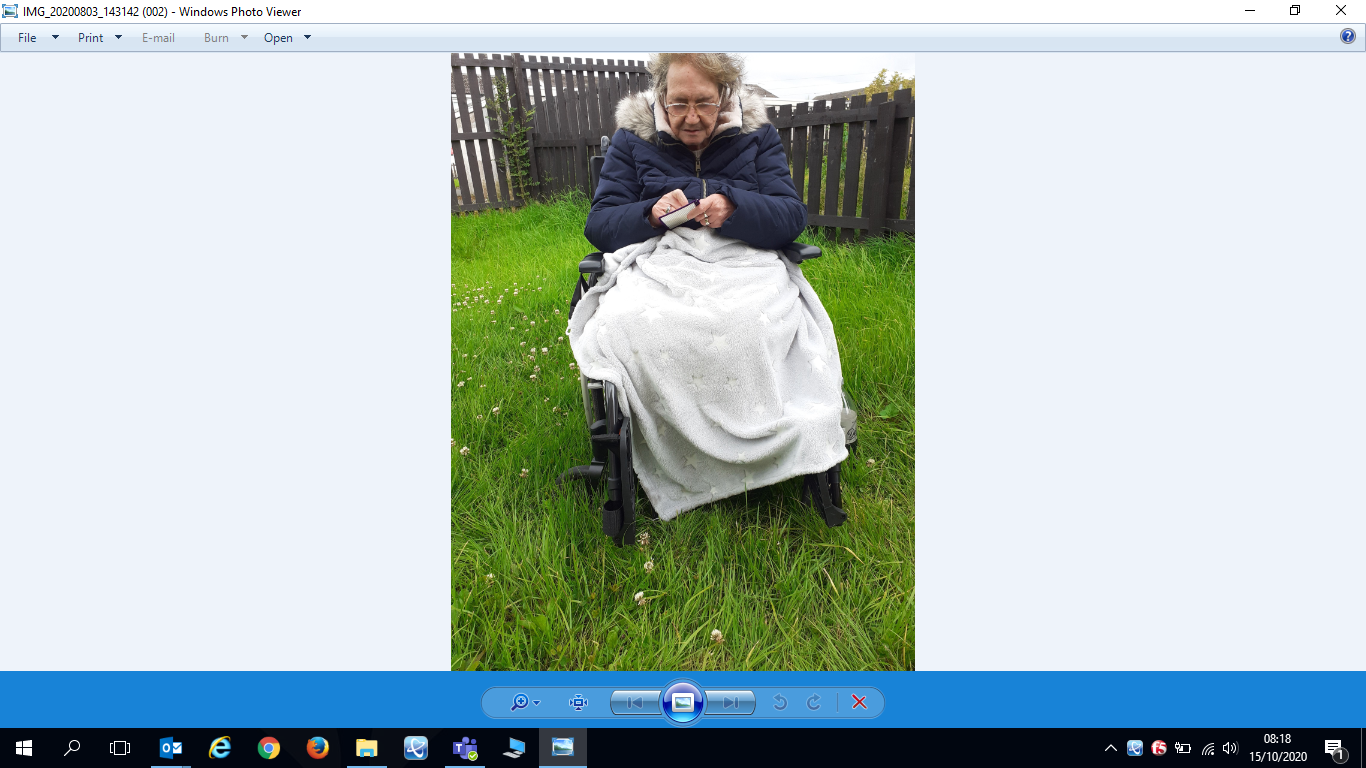 IMG_20200803_143142 (002) - Windows Photo Viewer
File Print E-mail Burn Open
08:18
15/10/2020
1